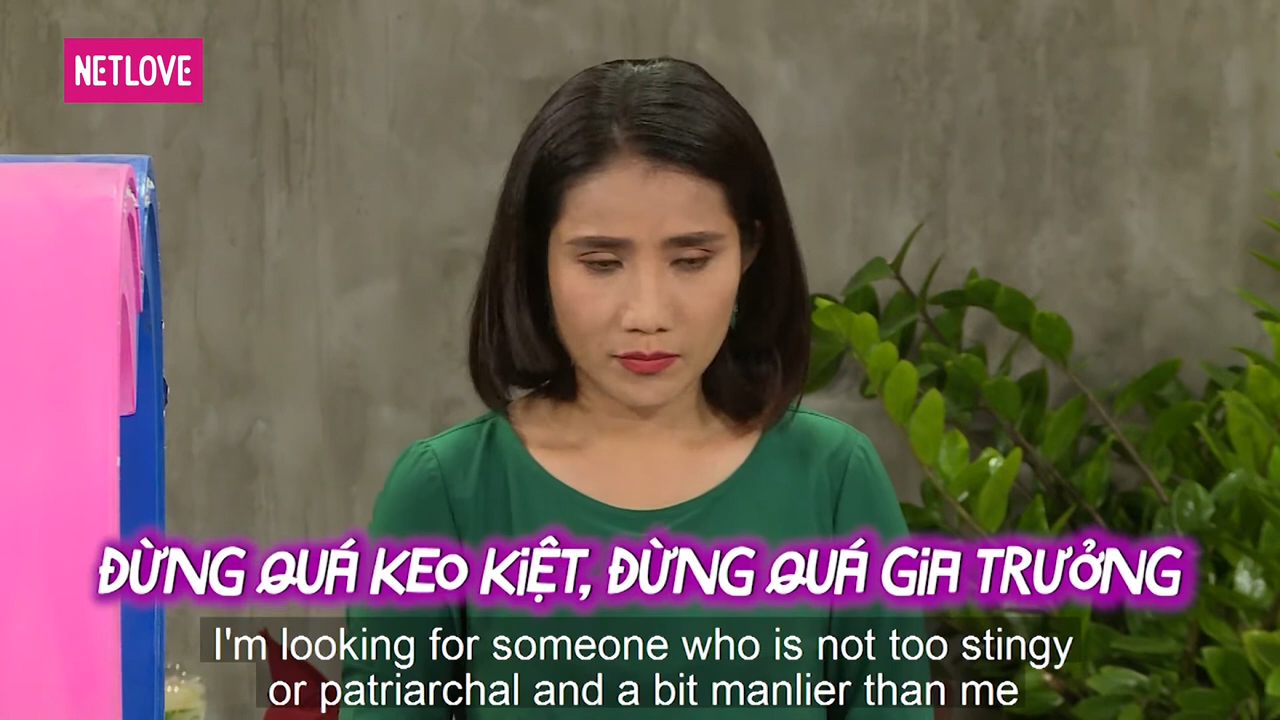 NETLOVE
ĐỪNG QUÁ KEO KIỆT, ĐỪNG QUÁ GIA TRƯỞNG
I'm looking for someone who is not too stingy
or patriarchal and a bit manlier than me